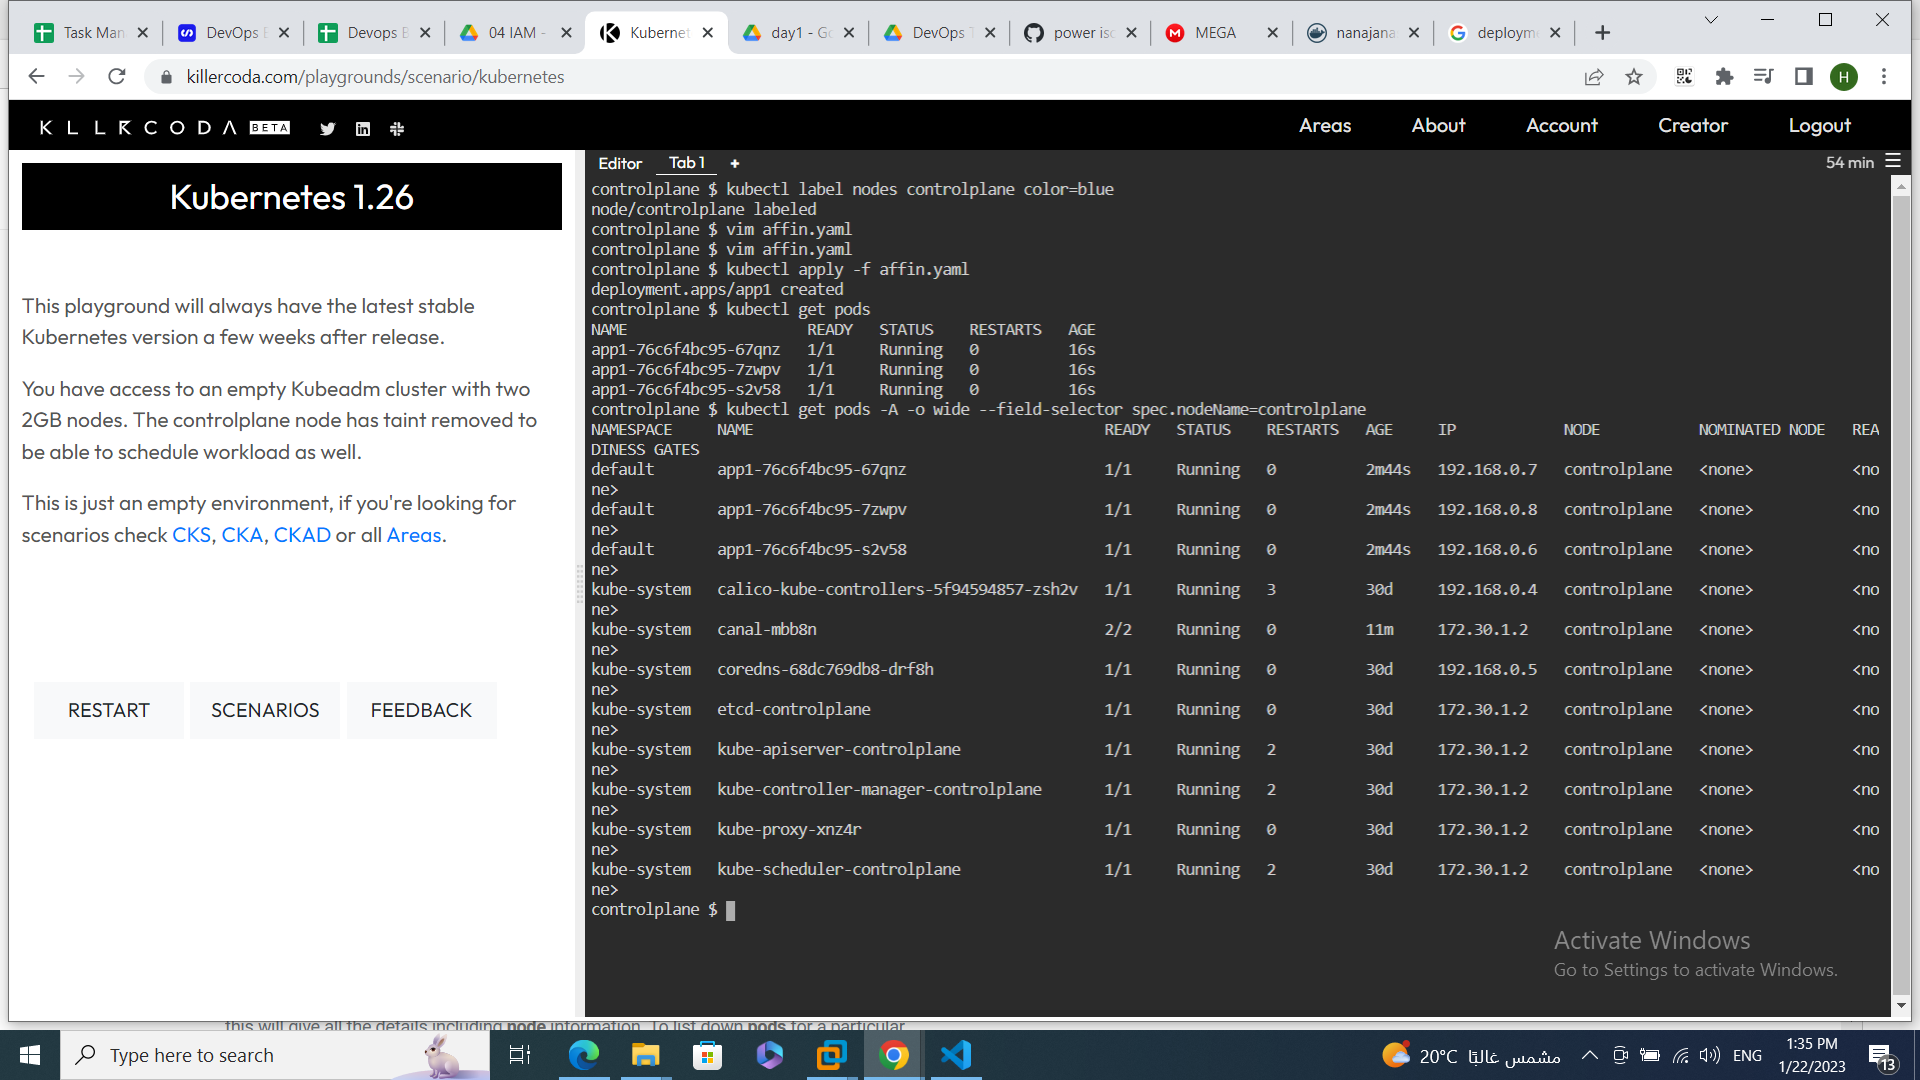 Task Man
DevOps B
Devops B
04 IAM -
Kubernet
day1 - Go
DevOps T
power iso
MEGA
nanajana
deploym
killercoda.com/playgrounds/scenario/kubernetes
H
KLLRCODA BETA
Areas About Account Creator Logout
Kubernetes 1.26
This playground will always have the latest stable
Kubernetes version a few weeks after release.
You have access to an empty Kubeadm cluster with two
2GB nodes. The controlplane node has taint removed to
be able to schedule workload as well.
This is just an empty environment, if you're looking for
scenarios check CKS, CKA, CKAD or all Areas.
RESTART SCENARIOS FEEDBACK
Editor Tab 1 +
54 min
controlplane $ kubectl label nodes controlplane color=blue
node/controlplane labeled
controlplane $ vim affin.yaml
controlplane $ vim affin.yaml
controlplane $ kubectl apply -f affin.yaml
deployment.apps/app1 created
controlplane $ kubectl get pods
NAME READY STATUS RESTARTS AGE
app1-76c6f4bc95-67qnz 1/1 Running 0 16s
app1-76c6f4bc95-7zwpv 1/1 Running 0 16s
app1-76c6f4bc95-s2v58 1/1 Running 0 16s
controlplane $ kubectl get pods -A -o wide --field-selector spec.nodeName=controlplane
NAMESPACE NAME READY STATUS RESTARTS AGE IP NODE NOMINATED NODE REA
DINESS GATES
default app1-76c6f4bc95-67qnz 1/1 Running 0 2m44s 192.168.0.7 controlplane <none> <no
ne>
default app1-76c6f4bc95-7zwpv 1/1 Running 0 2m44s 192.168.0.8 controlplane <none> <no
ne>
default app1-76c6f4bc95-s2v58 1/1 Running 0 2m44s 192.168.0.6 controlplane <none> <no
ne>
kube-system calico-kube-controllers-5f94594857-zsh2v 1/1 Running 3 30d 192.168.0.4 controlplane <none> <no
ne>
kube-system canal-mbb8n 2/2 Running 0 11m 172.30.1.2 controlplane <none> <no
ne>
kube-system coredns-68dc769db8-drf8h 1/1 Running 0 30d 192.168.0.5 controlplane <none> <no
ne>
kube-system etcd-controlplane 1/1 Running 0 30d 172.30.1.2 controlplane <none> <no
ne>
kube-system kube-apiserver-controlplane 1/1 Running 2 30d 172.30.1.2 controlplane <none> <no
ne>
kube-system kube-controller-manager-controlplane 1/1 Running 2 30d 172.30.1.2 controlplane <none> <no
ne>
kube-system kube-proxy-xnz4r 1/1 Running 0 30d 172.30.1.2 controlplane <none> <no
ne>
kube-system kube-scheduler-controlplane 1/1 Running 2 30d 172.30.1.2 controlplane <none> <no
ne>
controlplane $
Activate Windows
Go to Settings to activate Windows.
this will give all the details including node information. To list down pods for a particular
Type here to search
20°C مشمس غالبًا
ENG
1:35 PM
1/22/2023
13